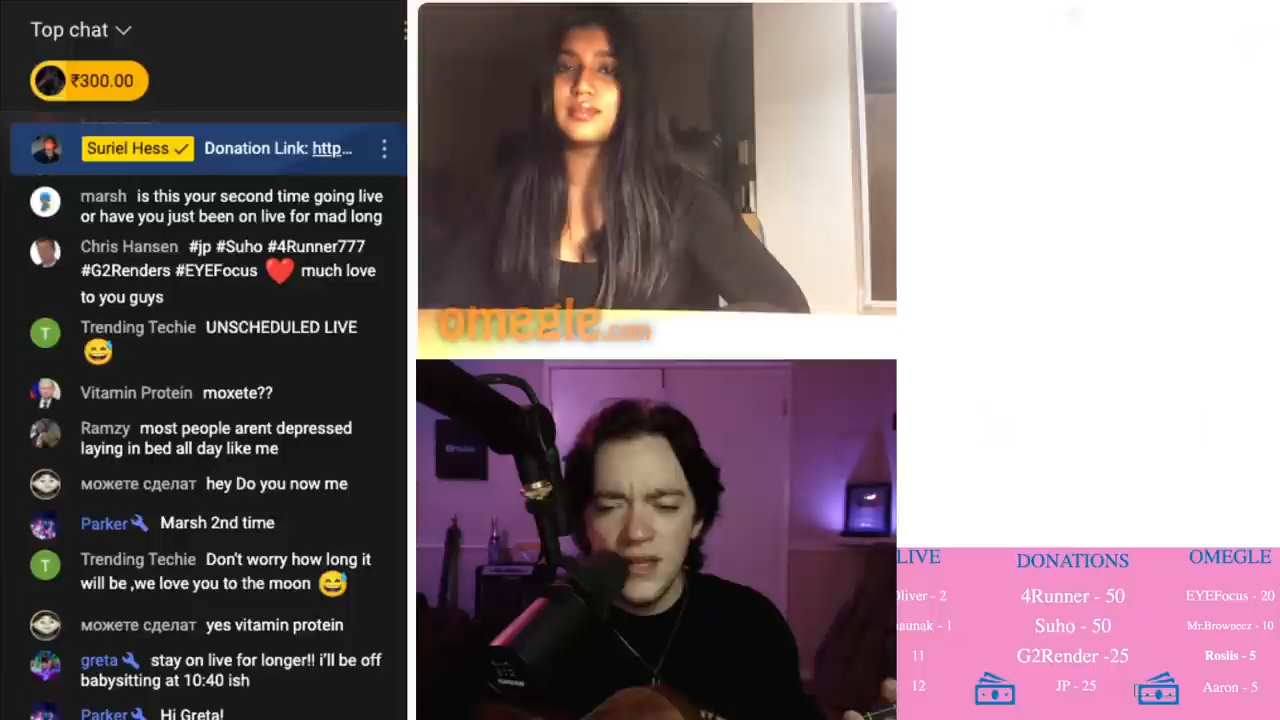 Top chat
₹300.00
Suriel Hess Donation Link: http...
marsh is this your second time going live
or have you just been on live for mad long
Chris Hansen #jp #Suho #4Runner777
#G2Renders #EYEFocus ❤️ much love
to you guys
Trending Techie UNSCHEDULED LIVE
😅
Vitamin Protein moxete??
Ramzy most people arent depressed
laying in bed all day like me
можете сделат hey Do you now me
Parker Marsh 2nd time
Trending Techie Don't worry how long it
will be ,we love you to the moon 😅
можете сделат yes vitamin protein
greta stay on live for longer!! i'll be off
babysitting at 10:40 ish
Parker Hi Greta!
T
T
omegle.com
LIVE
Oliver - 2
aunak - 1
11
12
DONATIONS
4Runner - 50
Suho - 50
G2Render -25
JP - 25
OMEGLE
EYEFocus - 20
Mr.Browneez - 10
Roslis - 5
Aaron - 5